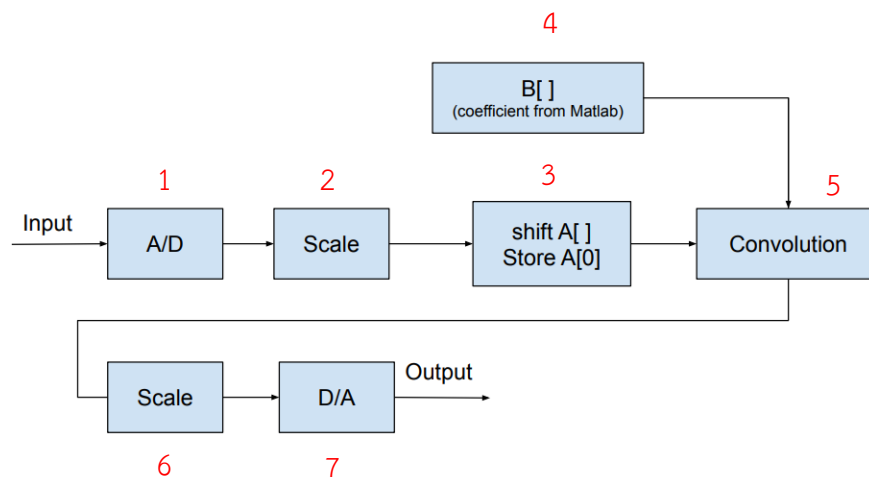 4
B[ ]
(coefficient from Matlab)
1
2
3
5
Input
A/D
Scale
shift A[ ]
Store A[0]
Convolution
Scale
D/A
Output
6
7